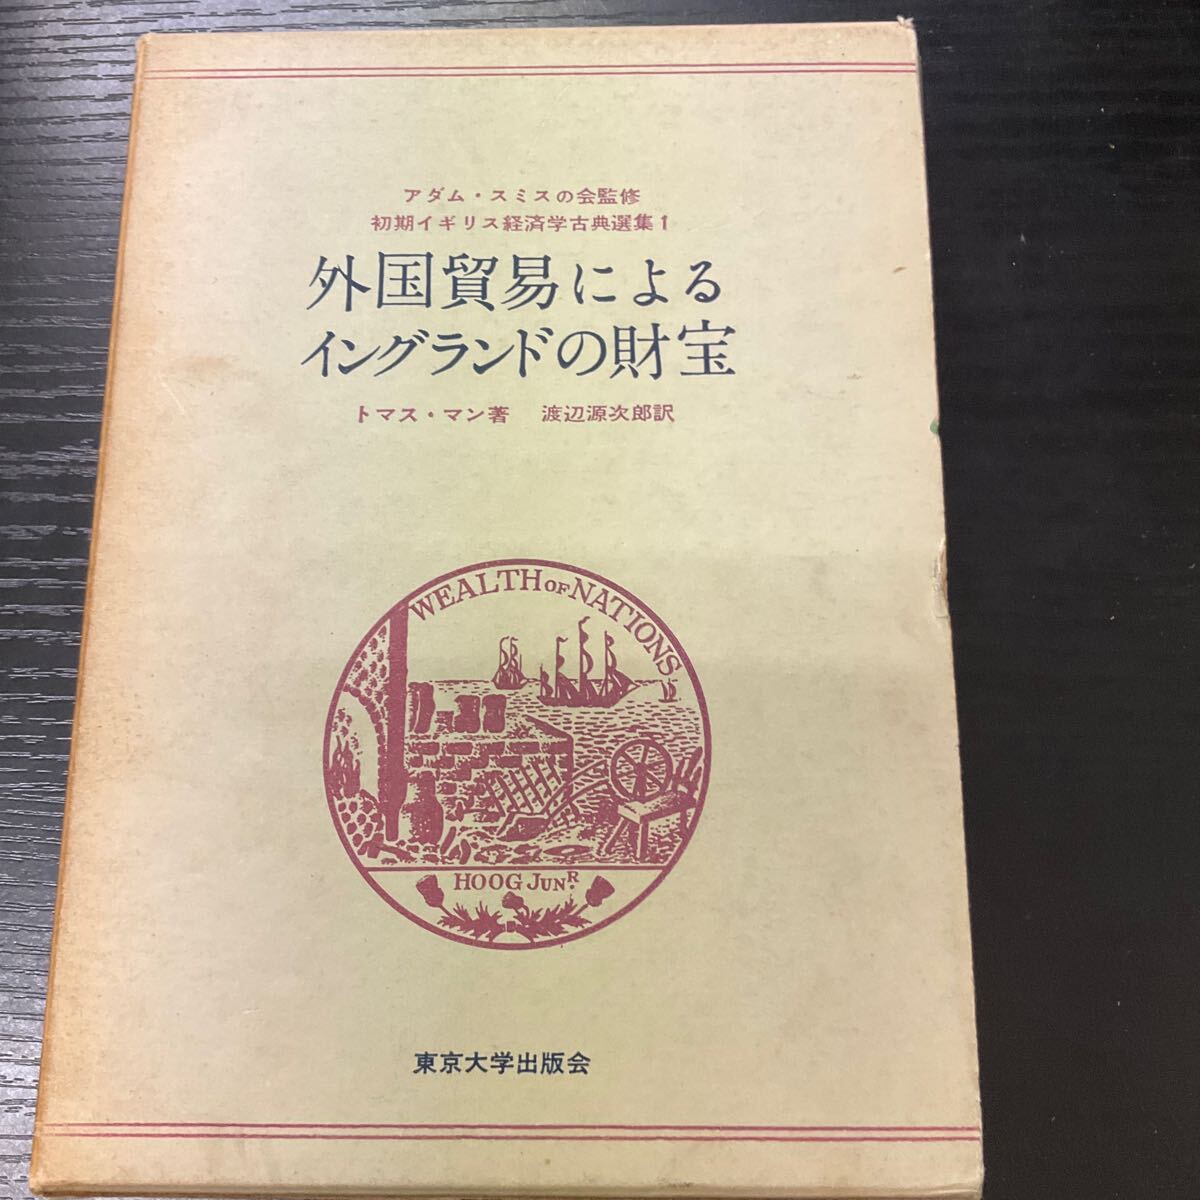 アダム・スミスの会監修
初期イギリス経済学古典選集1
外国貿易による
イングランドの財宝
トマス・マン著 渡辺源次郎訳
WEALTH OF NATIONS
HOOG JUNR.
東京大学出版会